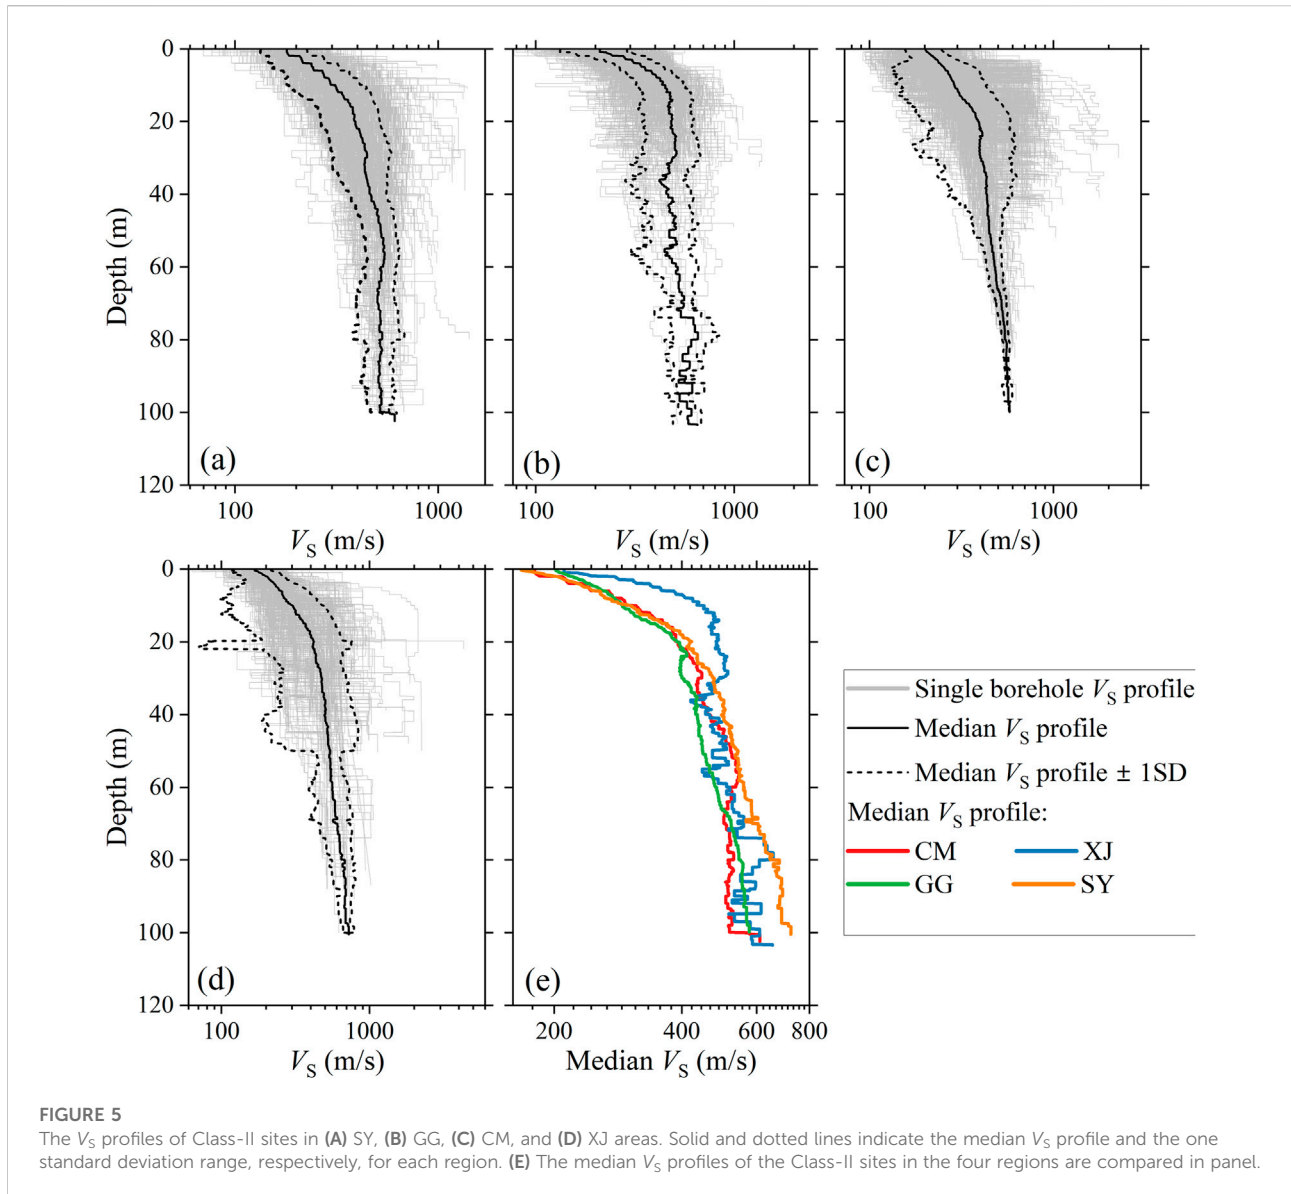 0
20
40
60
80
100
120
Depth (m)
(a)
(b)
(c)
100 1000
100 1000
100 1000
VS (m/s)
VS (m/s)
VS (m/s)
0
20
40
60
80
100
120
Depth (m)
(d)
(e)
100 1000
200 400 600 800
VS (m/s)
Median VS (m/s)
Single borehole VS profile
Median VS profile
Median VS profile ± 1SD
Median VS profile:
CM XJ
GG SY
FIGURE 5
The VS profiles of Class-II sites in (A) SY, (B) GG, (C) CM, and (D) XJ areas. Solid and dotted lines indicate the median VS profile and the one
standard deviation range, respectively, for each region. (E) The median VS profiles of the Class-II sites in the four regions are compared in panel.